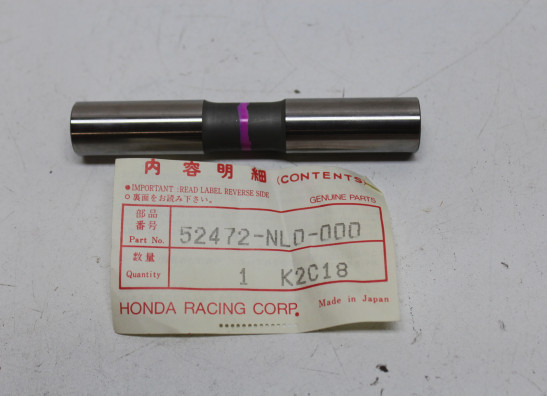 内容明細 (CONTENTS)
●IMPORTANT :READ LABEL REVERSE SIDE
○裏面をお読み下さい。 GENUINE PARTS
部品番号 Part No. 52472-NL0-000
数量 Quantity 1 K2C18
HONDA RACING CORP. Made in Japan